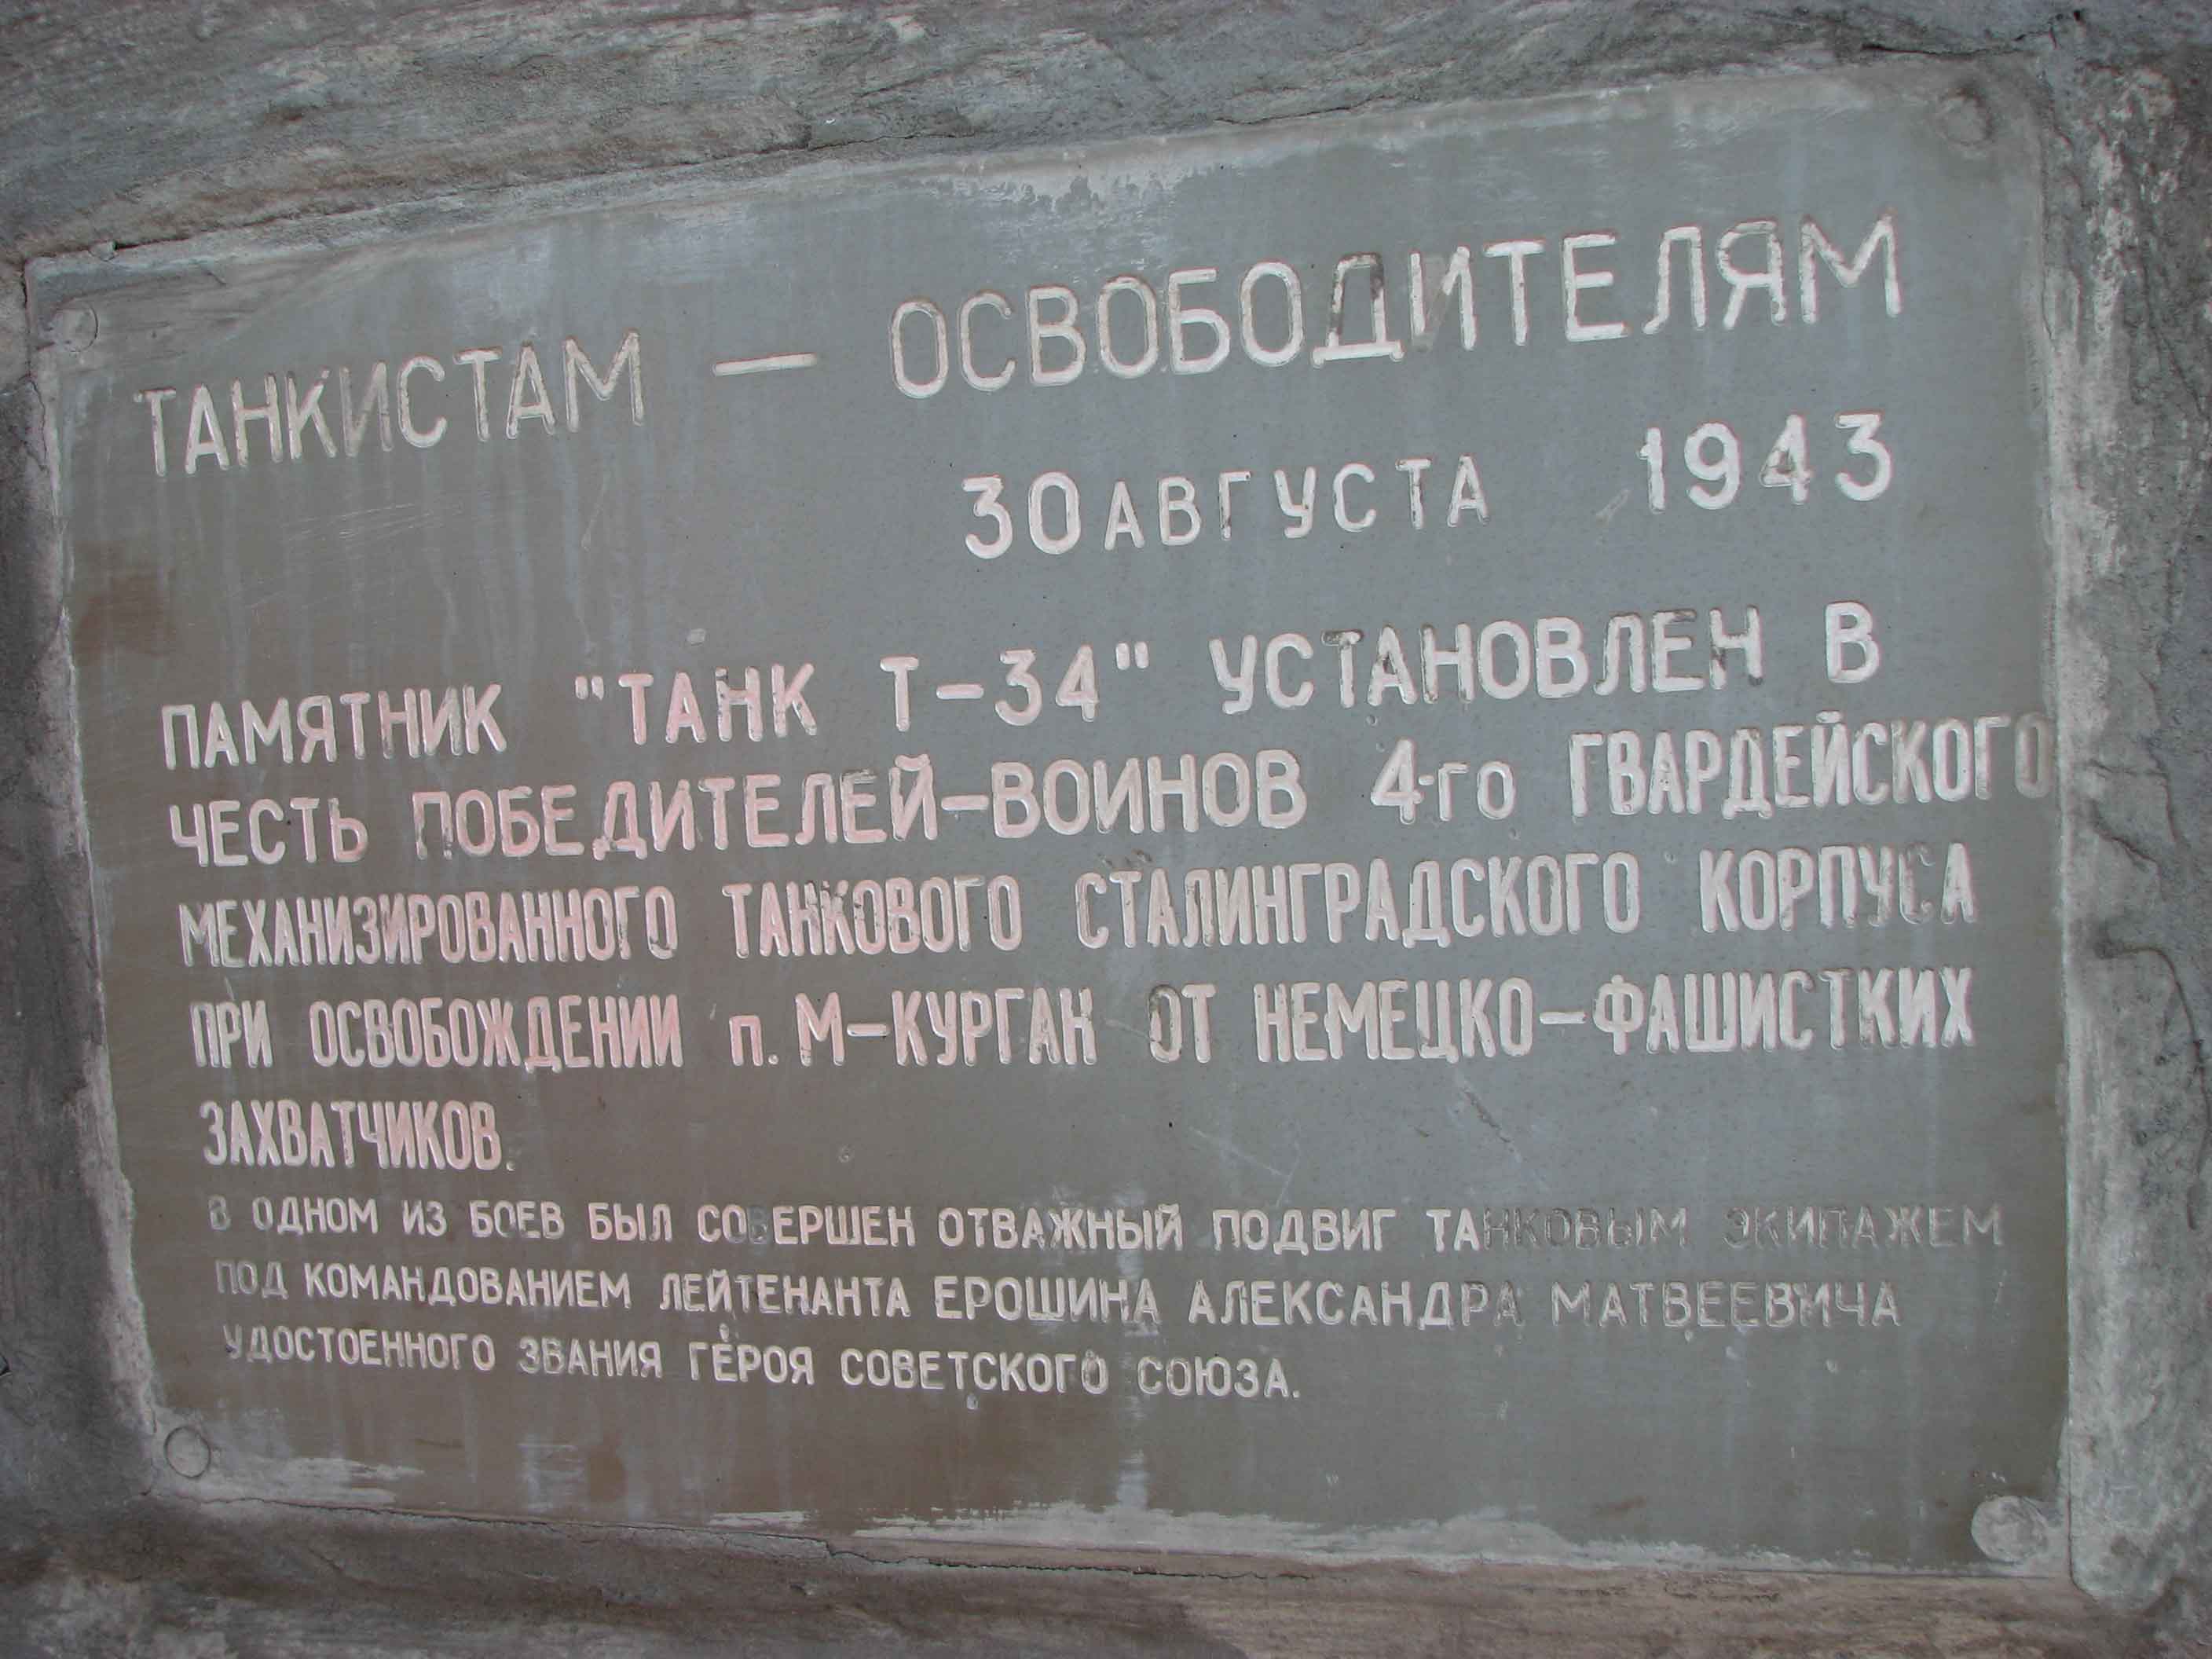 ТАНКИСТАМ — ОСВОБОДИТЕЛЯМ
30 АВГУСТА 1943
ПАМЯТНИК "ТАНК Т-34" УСТАНОВЛЕН В
ЧЕСТЬ ПОБЕДИТЕЛЕЙ-ВОИНОВ 4-го ГВАРДЕЙСКОГО
МЕХАНИЗИРОВАННОГО ТАНКОВОГО СТАЛИНГРАДСКОГО КОРПУСА
ПРИ ОСВОБОЖДЕНИИ п. М-КУРГАН ОТ НЕМЕЦКО-ФАШИСТКИХ
ЗАХВАТЧИКОВ.
В ОДНОМ ИЗ БОЕВ БЫЛ СОВЕРШЕН ОТВАЖНЫЙ ПОДВИГ ТАНКОВЫМ ЭКИПАЖЕМ
ПОД КОМАНДОВАНИЕМ ЛЕЙТЕНАНТА ЕРОШИНА АЛЕКСАНДРА МАТВЕЕВИЧА
УДОСТОЕННОГО ЗВАНИЯ ГЕРОЯ СОВЕТСКОГО СОЮЗА.